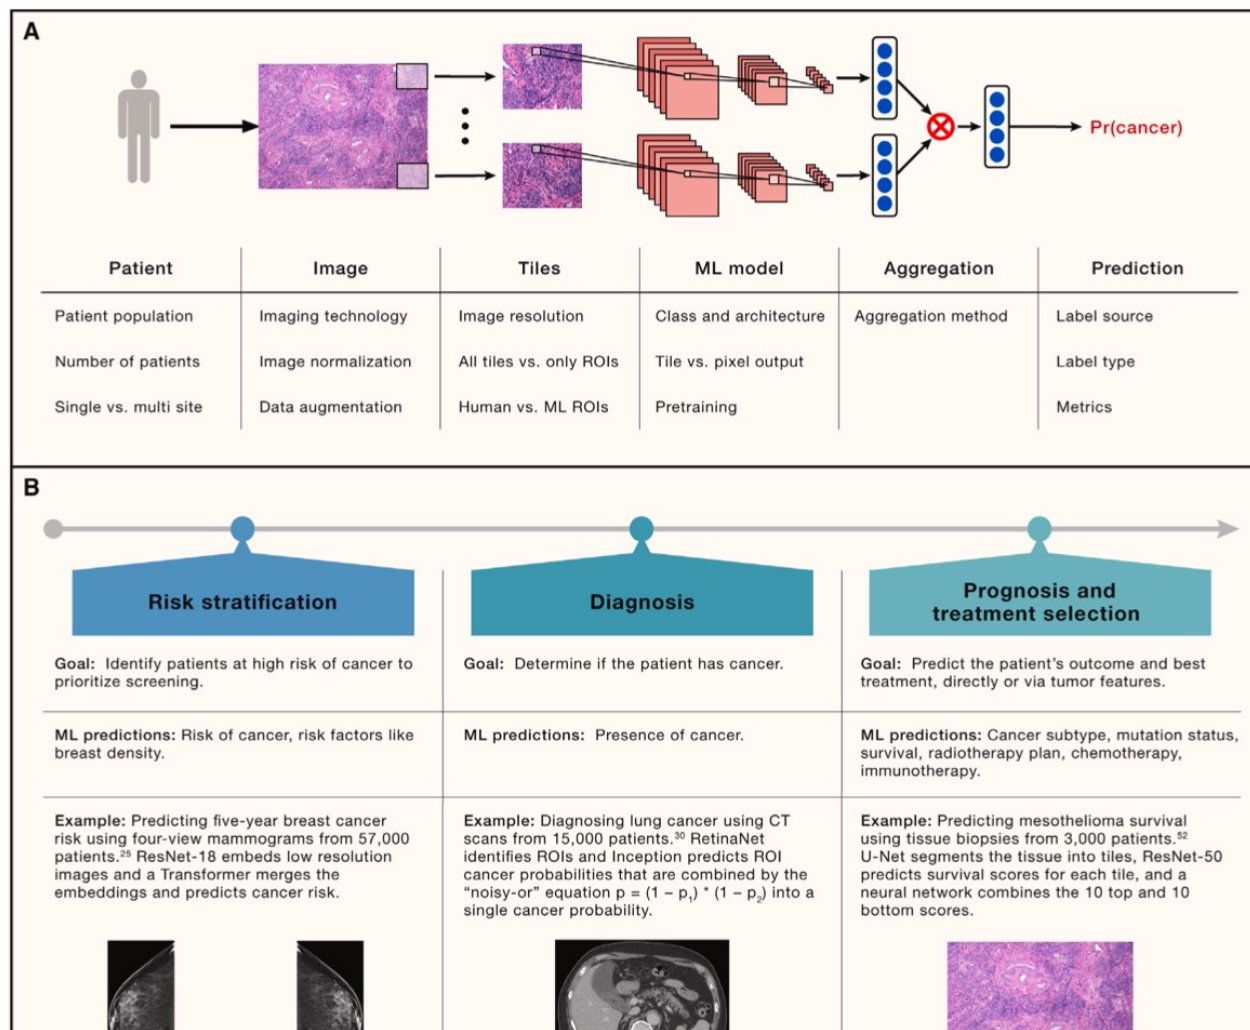 A
Pr(cancer)
Patient
Image
Tiles
ML model
Aggregation
Prediction
Patient population
Imaging technology
Image resolution
Class and architecture
Aggregation method
Label source
Number of patients
Image normalization
All tiles vs. only ROIs
Tile vs. pixel output
Label type
Single vs. multi site
Data augmentation
Human vs. ML ROIs
Pretraining
Metrics
B
Risk stratification
Goal: Identify patients at high risk of cancer to
prioritize screening.
ML predictions: Risk of cancer, risk factors like
breast density.
Example: Predicting five-year breast cancer
risk using four-view mammograms from 57,000
patients.²⁵ ResNet-18 embeds low resolution
images and a Transformer merges the
embeddings and predicts cancer risk.
Diagnosis
Goal: Determine if the patient has cancer.
ML predictions: Presence of cancer.
Example: Diagnosing lung cancer using CT
scans from 15,000 patients.³⁰ RetinaNet
identifies ROIs and Inception predicts ROI
cancer probabilities that are combined by the
“noisy-or” equation p = (1 – p₁) * (1 – p₂) into a
single cancer probability.
Prognosis and
treatment selection
Goal: Predict the patient’s outcome and best
treatment, directly or via tumor features.
ML predictions: Cancer subtype, mutation status,
survival, radiotherapy plan, chemotherapy,
immunotherapy.
Example: Predicting mesothelioma survival
using tissue biopsies from 3,000 patients.⁵²
U-Net segments the tissue into tiles, ResNet-50
predicts survival scores for each tile, and a
neural network combines the 10 top and 10
bottom scores.